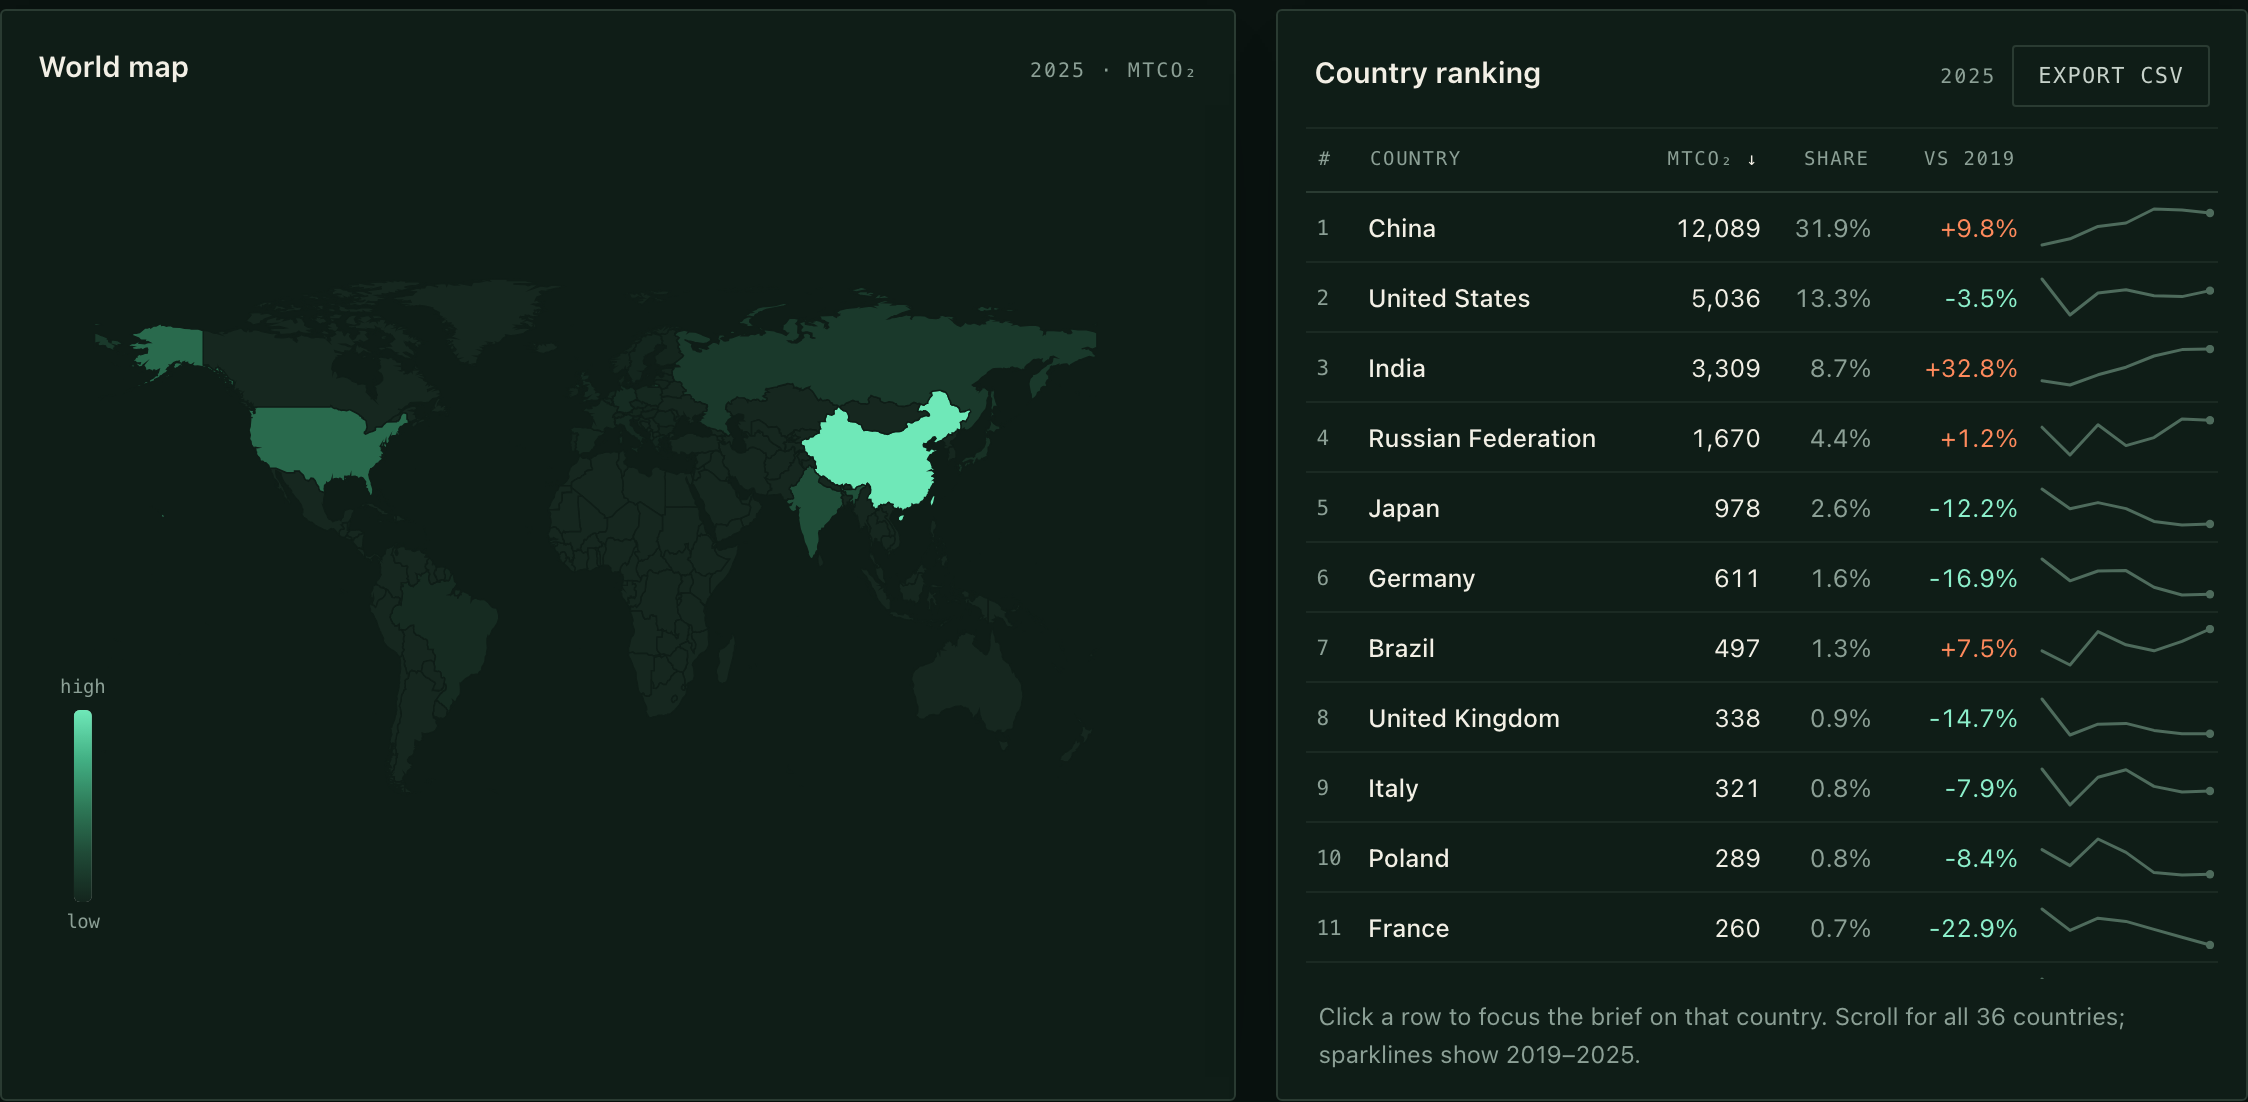 World map
2025 · MTCO₂
high
low
Country ranking
2025
EXPORT CSV
# COUNTRY MTCO₂ ↓ SHARE VS 2019
1 China 12,089 31.9% +9.8%
2 United States 5,036 13.3% -3.5%
3 India 3,309 8.7% +32.8%
4 Russian Federation 1,670 4.4% +1.2%
5 Japan 978 2.6% -12.2%
6 Germany 611 1.6% -16.9%
7 Brazil 497 1.3% +7.5%
8 United Kingdom 338 0.9% -14.7%
9 Italy 321 0.8% -7.9%
10 Poland 289 0.8% -8.4%
11 France 260 0.7% -22.9%
Click a row to focus the brief on that country. Scroll for all 36 countries;
sparklines show 2019–2025.